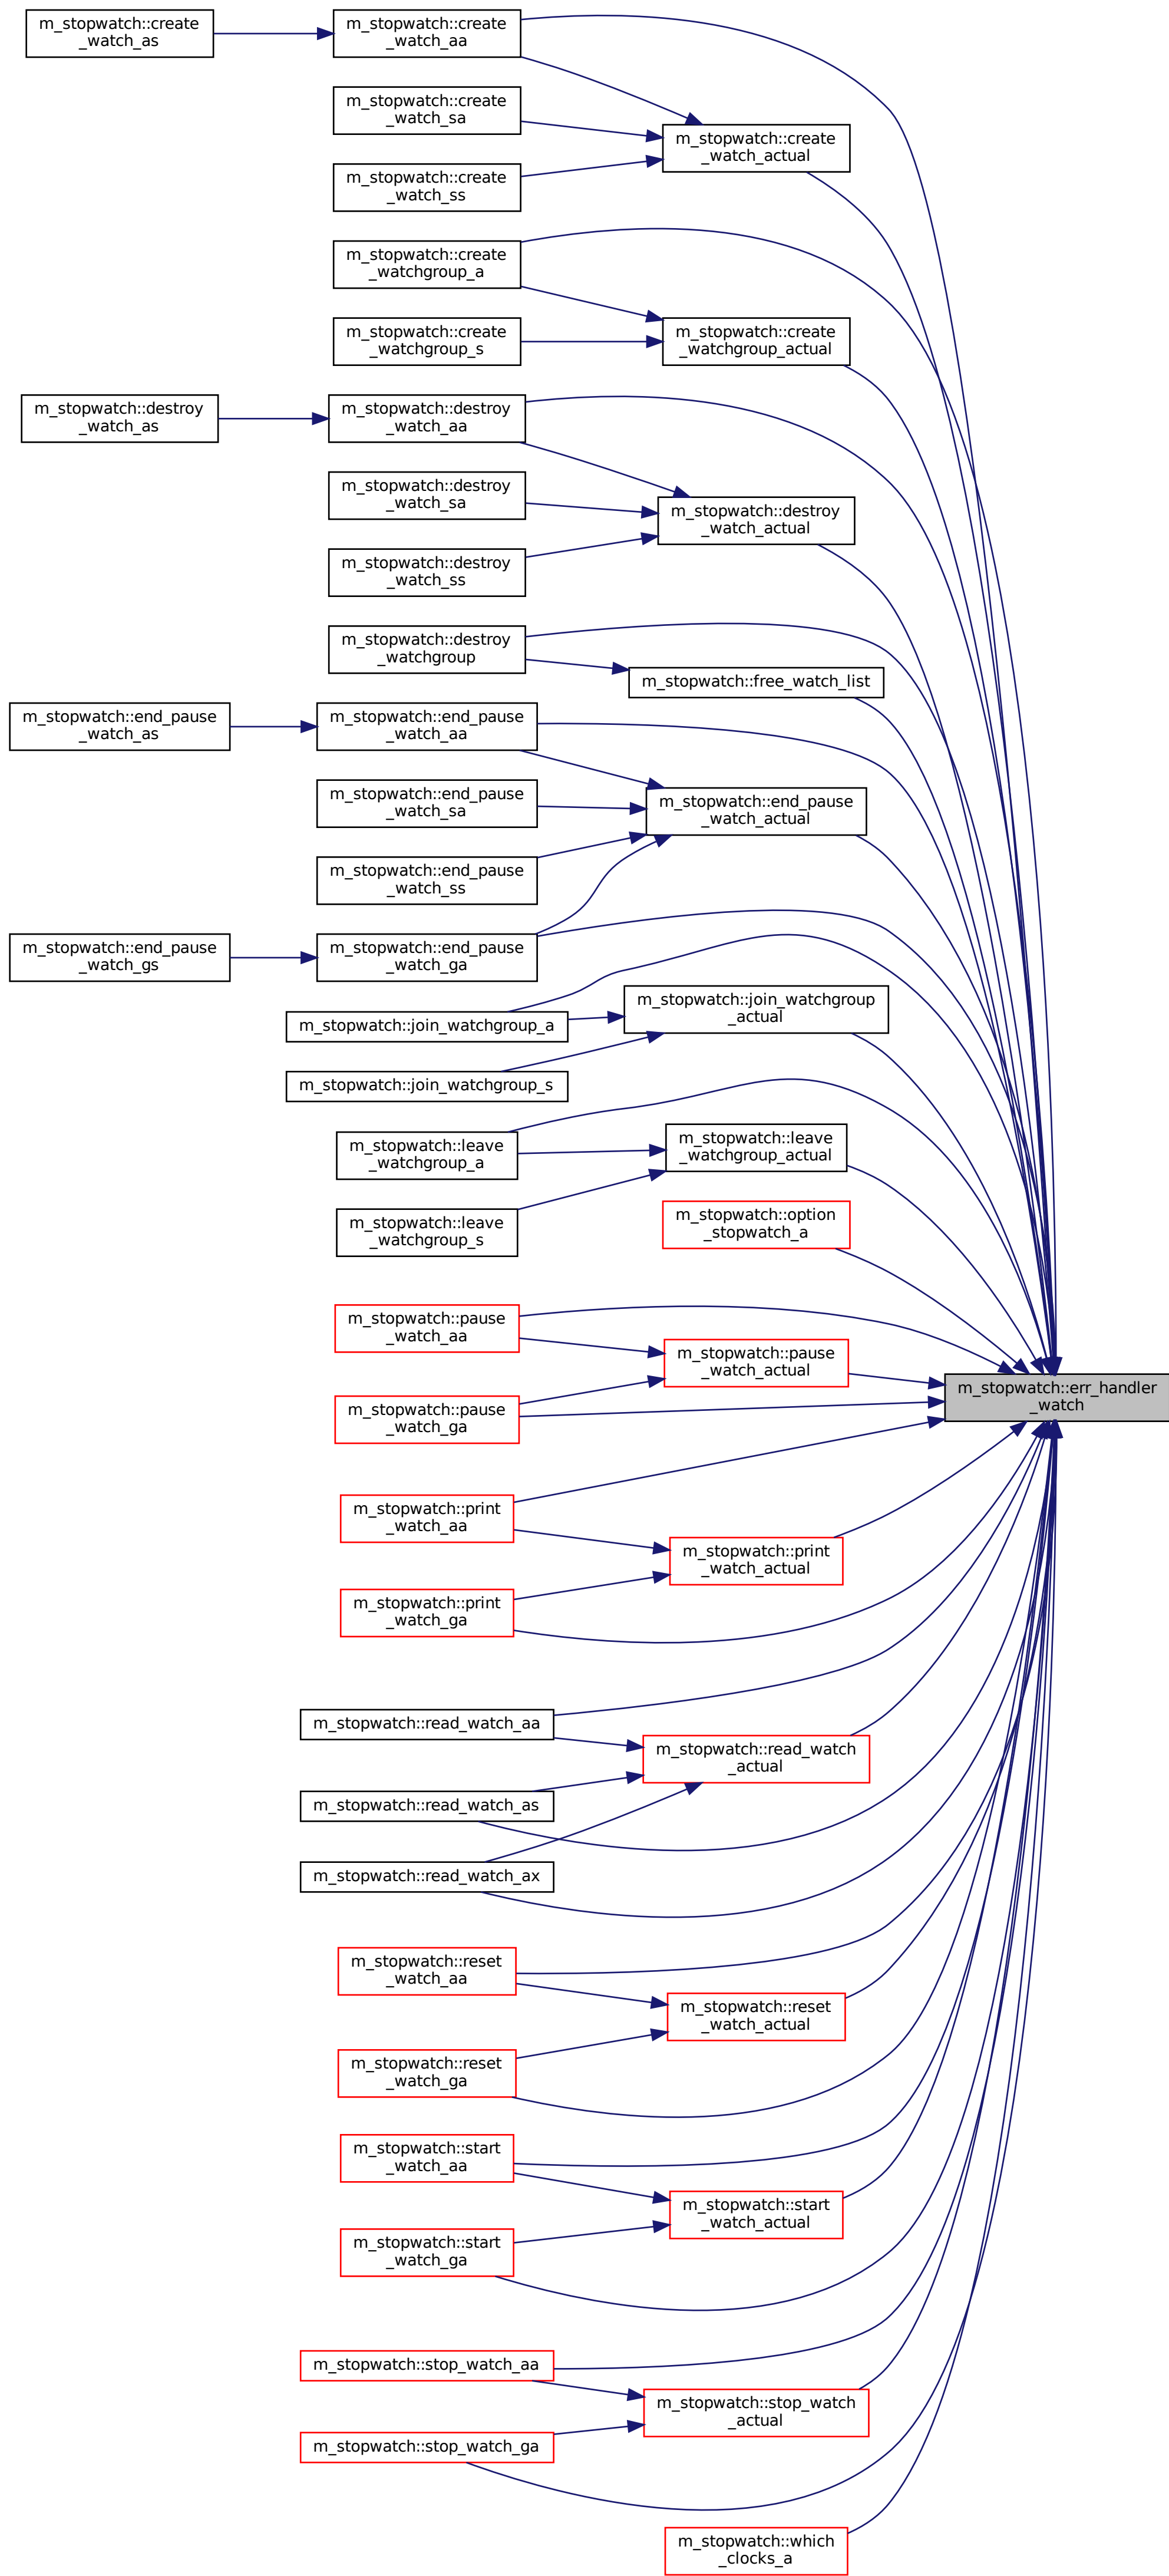 m_stopwatch::create
_watch_as
m_stopwatch::create
_watch_aa
m_stopwatch::create
_watch_sa
m_stopwatch::create
_watch_actual
m_stopwatch::create
_watch_ss
m_stopwatch::create
_watchgroup_a
m_stopwatch::create
_watchgroup_s
m_stopwatch::create
_watchgroup_actual
m_stopwatch::destroy
_watch_as
m_stopwatch::destroy
_watch_aa
m_stopwatch::destroy
_watch_sa
m_stopwatch::destroy
_watch_actual
m_stopwatch::destroy
_watch_ss
m_stopwatch::destroy
_watchgroup
m_stopwatch::free_watch_list
m_stopwatch::end_pause
_watch_as
m_stopwatch::end_pause
_watch_aa
m_stopwatch::end_pause
_watch_sa
m_stopwatch::end_pause
_watch_actual
m_stopwatch::end_pause
_watch_ss
m_stopwatch::end_pause
_watch_gs
m_stopwatch::end_pause
_watch_ga
m_stopwatch::join_watchgroup
_actual
m_stopwatch::join_watchgroup_a
m_stopwatch::join_watchgroup_s
m_stopwatch::leave
_watchgroup_a
m_stopwatch::leave
_watchgroup_actual
m_stopwatch::leave
_watchgroup_s
m_stopwatch::option
_stopwatch_a
m_stopwatch::pause
_watch_aa
m_stopwatch::pause
_watch_actual
m_stopwatch::err_handler
_watch
m_stopwatch::pause
_watch_ga
m_stopwatch::print
_watch_aa
m_stopwatch::print
_watch_actual
m_stopwatch::print
_watch_ga
m_stopwatch::read_watch_aa
m_stopwatch::read_watch
_actual
m_stopwatch::read_watch_as
m_stopwatch::read_watch_ax
m_stopwatch::reset
_watch_aa
m_stopwatch::reset
_watch_actual
m_stopwatch::reset
_watch_ga
m_stopwatch::start
_watch_aa
m_stopwatch::start
_watch_actual
m_stopwatch::start
_watch_ga
m_stopwatch::stop_watch_aa
m_stopwatch::stop_watch
_actual
m_stopwatch::stop_watch_ga
m_stopwatch::which
_clocks_a